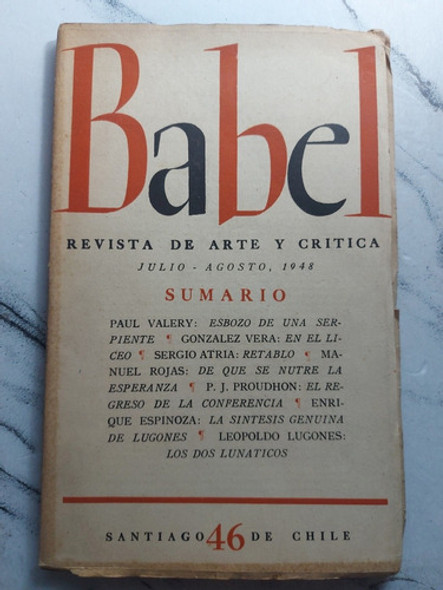 Babel
REVISTA DE ARTE Y CRITICA
JULIO - AGOSTO, 1948
SUMARIO
PAUL VALERY: ESBOZO DE UNA SER-
PIENTE ¶ GONZALEZ VERA: EN EL LI-
CEO ¶ SERGIO ATRIA: RETABLO ¶ MA-
NUEL ROJAS: DE QUE SE NUTRE LA
ESPERANZA ¶ P. J. PROUDHON: EL RE-
GRESO DE LA CONFERENCIA ¶ ENRI-
QUE ESPINOZA: LA SINTESIS GENUINA
DE LUGONES ¶ LEOPOLDO LUGONES:
LOS DOS LUNATICOS
SANTIAGO 46 DE CHILE